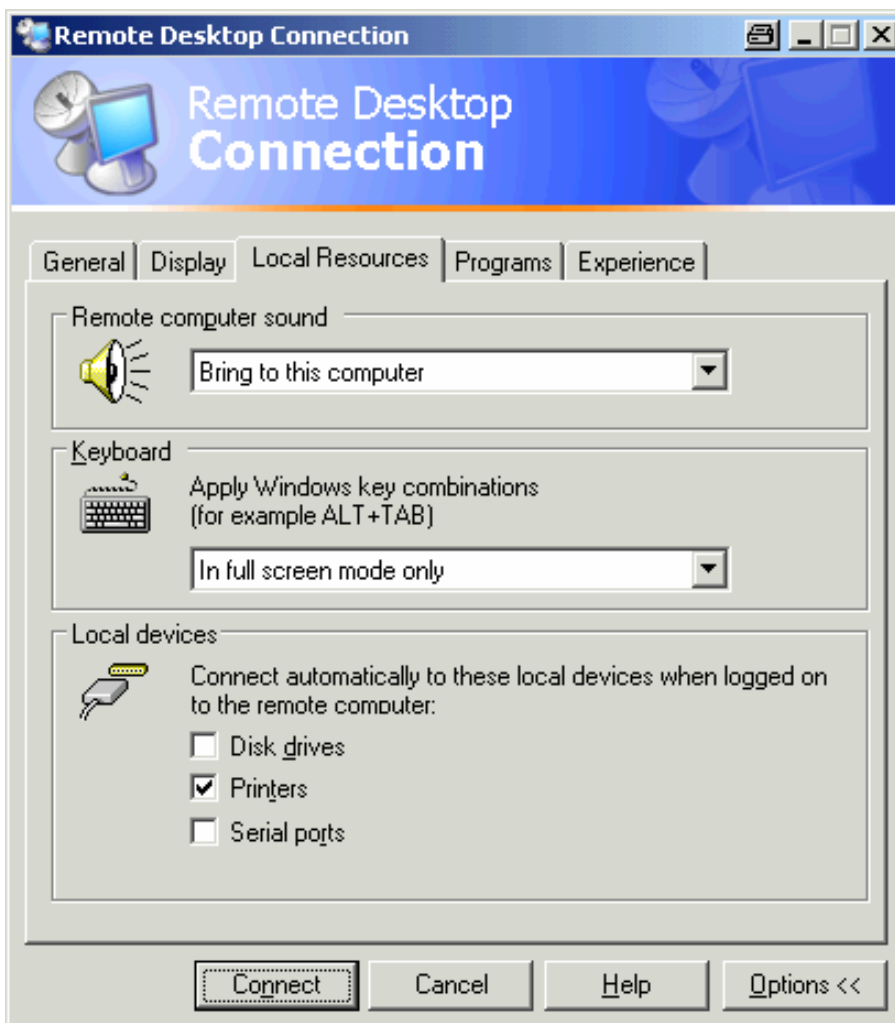 Remote Desktop Connection
Remote Desktop
Connection
General Display Local Resources Programs Experience
Remote computer sound
Bring to this computer
Keyboard
Apply Windows key combinations
(for example ALT+TAB)
In full screen mode only
Local devices
Connect automatically to these local devices when logged on
to the remote computer:
Disk drives
Printers
Serial ports
Connect Cancel Help Options <<